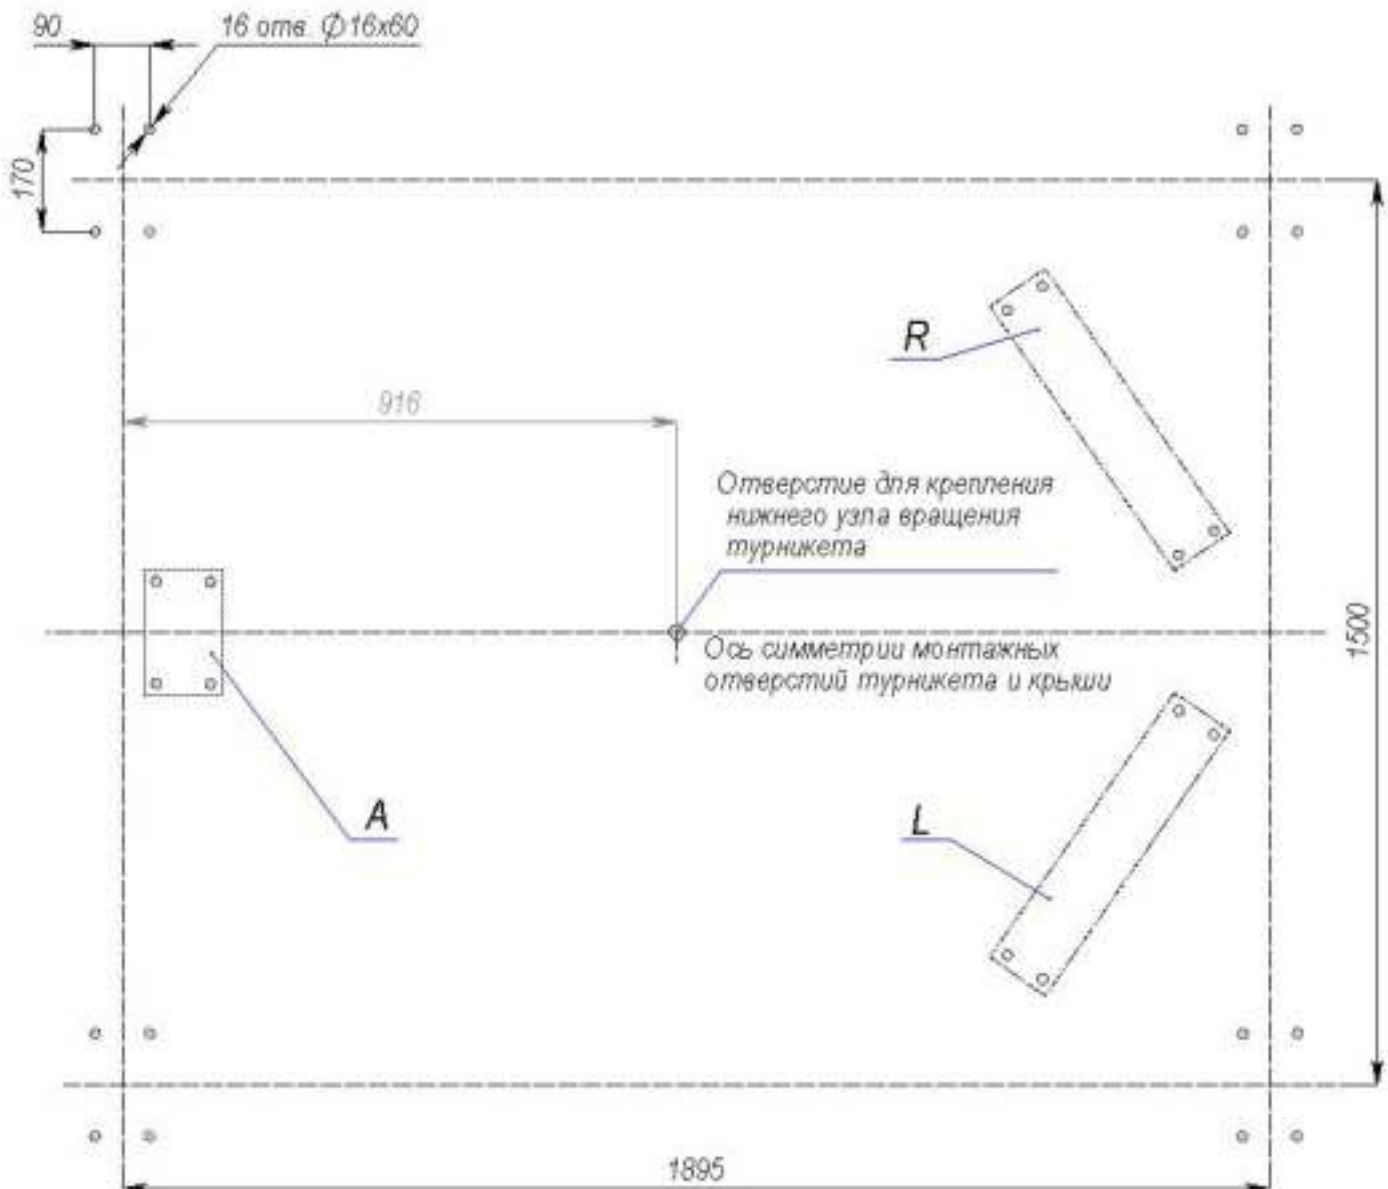 90
16 отв. Ф16x60
170
R
916
Отверстие для крепления
нижнего узла вращения
турникета
1500
Ось симметрии монтажных
отверстий турникета и крыши
A
L
1895